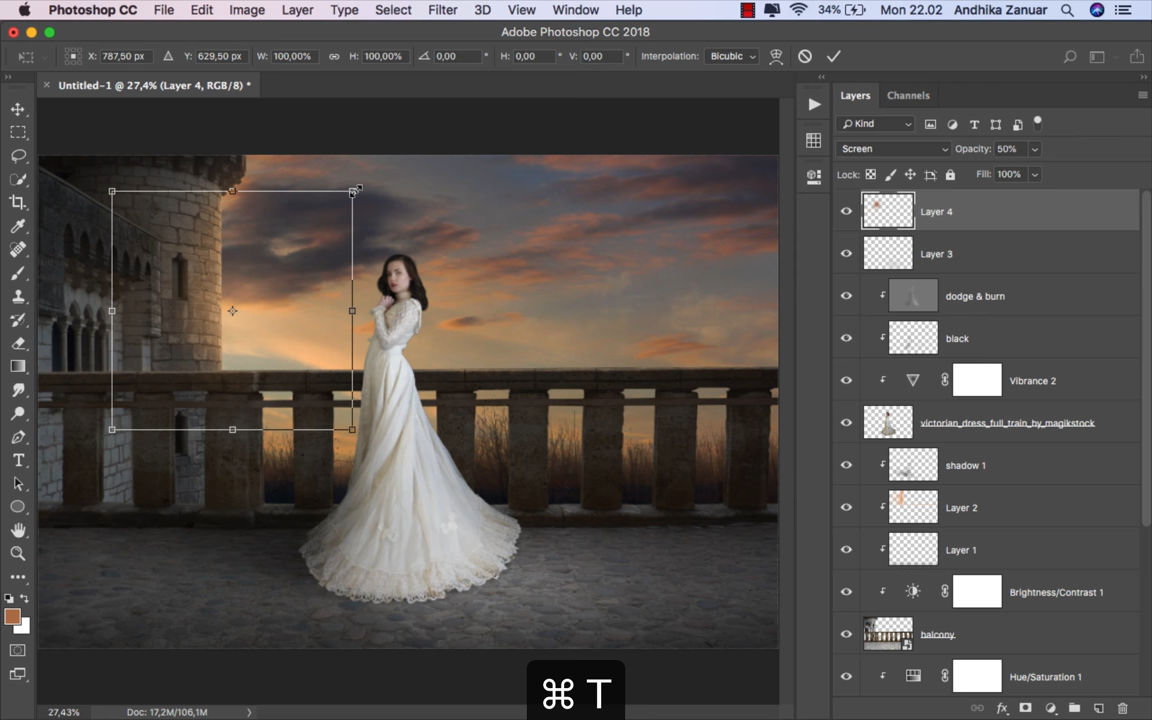 Photoshop CC File Edit Image Layer Type Select Filter 3D View Window Help 34% Mon 22.02 Andhika Zanuar
Adobe Photoshop CC 2018
X: 787,50 px Y: 629,50 px W: 100,00% H: 100,00% 0,00 ° H: 0,00 ° V: 0,00 ° Interpolation: Bicubic
× Untitled-1 @ 27,4% (Layer 4, RGB/8) *
Layers Channels
Kind
Screen Opacity: 50%
Lock: Fill: 100%
Layer 4
Layer 3
dodge & burn
black
Vibrance 2
victorian_dress_full_train_by_magikstock
shadow 1
Layer 2
Layer 1
Brightness/Contrast 1
balcony
Hue/Saturation 1
⌘ T
27,43% Doc: 17,2M/106,1M